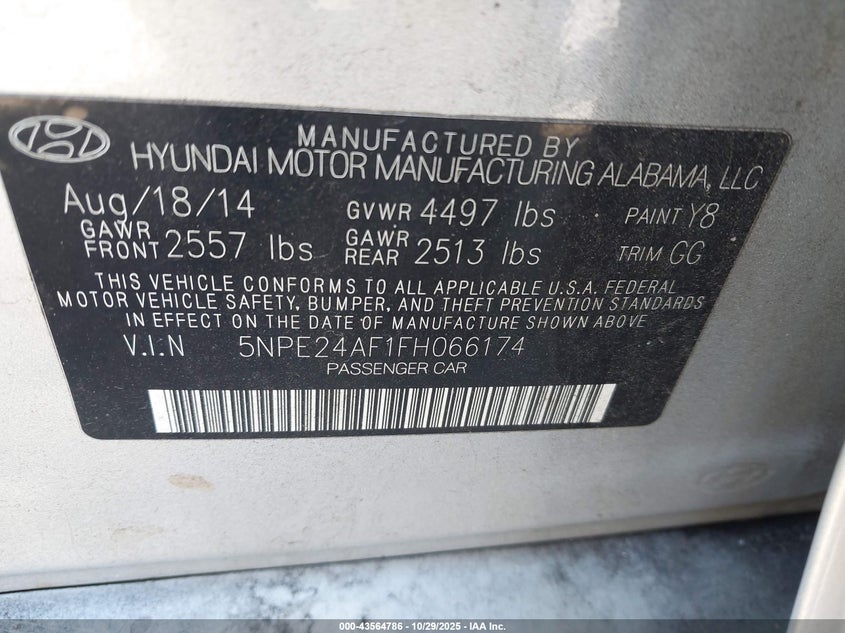 MANUFACTURED BY
HYUNDAI MOTOR MANUFACTURING ALABAMA, LLC
Aug/18/14 GVWR 4497 lbs PAINT Y8
GAWR FRONT 2557 lbs GAWR REAR 2513 lbs TRIM GG
THIS VEHICLE CONFORMS TO ALL APPLICABLE U.S.A. FEDERAL
MOTOR VEHICLE SAFETY, BUMPER, AND THEFT PREVENTION STANDARDS
IN EFFECT ON THE DATE OF MANUFACTURE SHOWN ABOVE.
V.I.N 5NPE24AF1FH066174
PASSENGER CAR
000-43564786 - 10/29/2025 - IAA Inc.